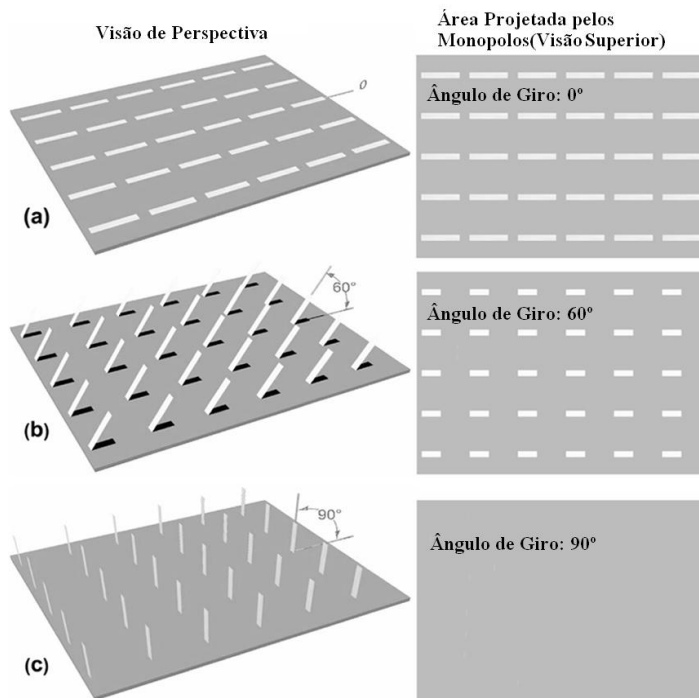 Visão de Perspectiva
Área Projetada pelos
Monopolos(Visão Superior)
0
Ângulo de Giro: 0º
(a)
60º
Ângulo de Giro: 60º
(b)
90º
Ângulo de Giro: 90º
(c)